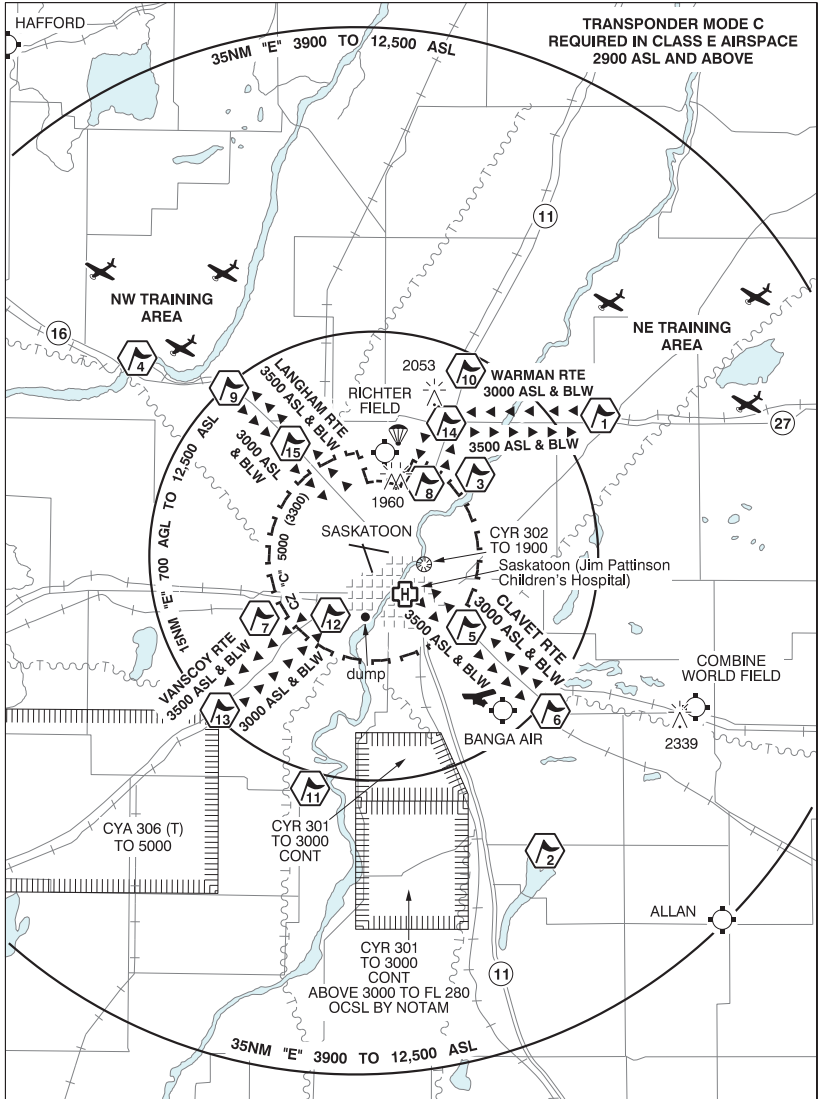 HAFFORD
TRANSPONDER MODE C
REQUIRED IN CLASS E AIRSPACE
2900 ASL AND ABOVE
35NM "E" 3900 TO 12,500 ASL
11
NW TRAINING
AREA
NE TRAINING
AREA
16
4
9
LANGHAM RTE
3500 ASL & BLW
3000 ASL
& BLW
15
RICHTER
FIELD
2053
10
WARMAN RTE
3000 ASL & BLW
3500 ASL & BLW
14
1
27
8
3
1960
15NM "E" 700 AGL TO 12,500 ASL
CZ "C" 5000 (3300)
SASKATOON
CYR 302
TO 1900
Saskatoon (Jim Pattinson
Children's Hospital)
H
7
12
dump
VANSCOY RTE
3500 ASL & BLW
3000 ASL & BLW
13
5
CLAVET RTE
3000 ASL & BLW
3500 ASL & BLW
6
BANGA AIR
COMBINE
WORLD FIELD
2339
11
CYA 306 (T)
TO 5000
CYR 301
TO 3000
CONT
2
ALLAN
CYR 301
TO 3000
CONT
ABOVE 3000 TO FL 280
OCSL BY NOTAM
11
35NM "E" 3900 TO 12,500 ASL